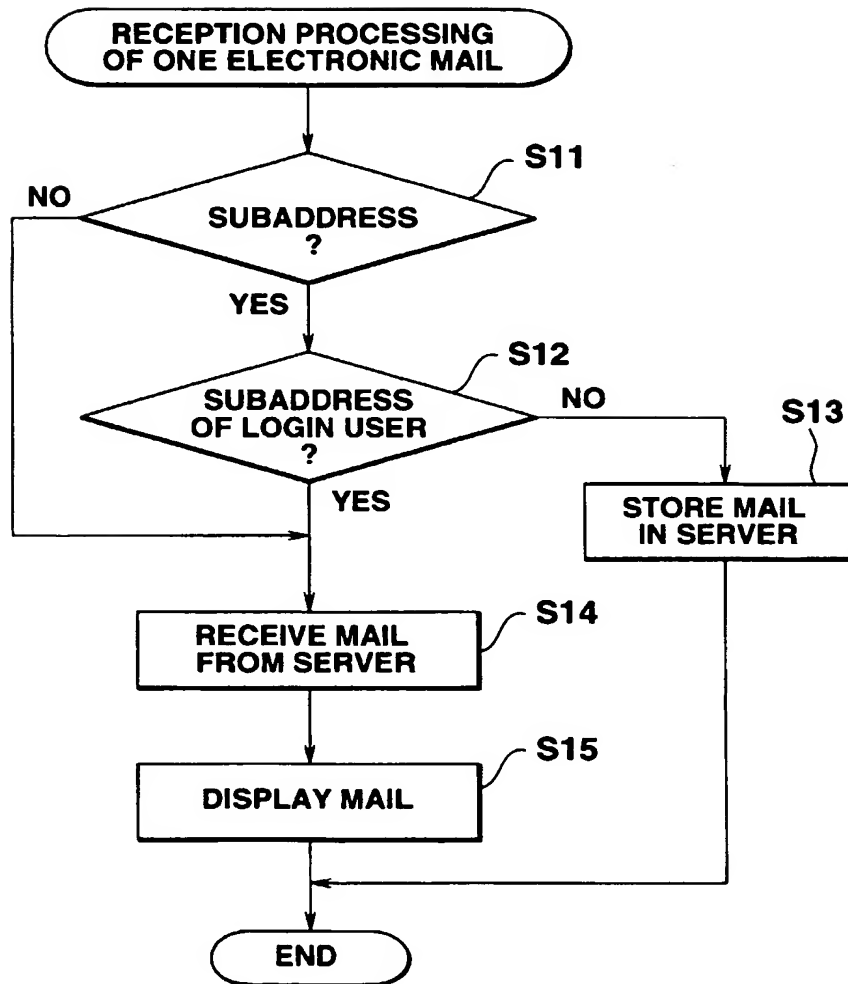 RECEPTION PROCESSING
OF ONE ELECTRONIC MAIL
S11
NO
SUBADDRESS
?
YES
S12
SUBADDRESS
OF LOGIN USER
?
NO
S13
YES
STORE MAIL
IN SERVER
S14
RECEIVE MAIL
FROM SERVER
S15
DISPLAY MAIL
END